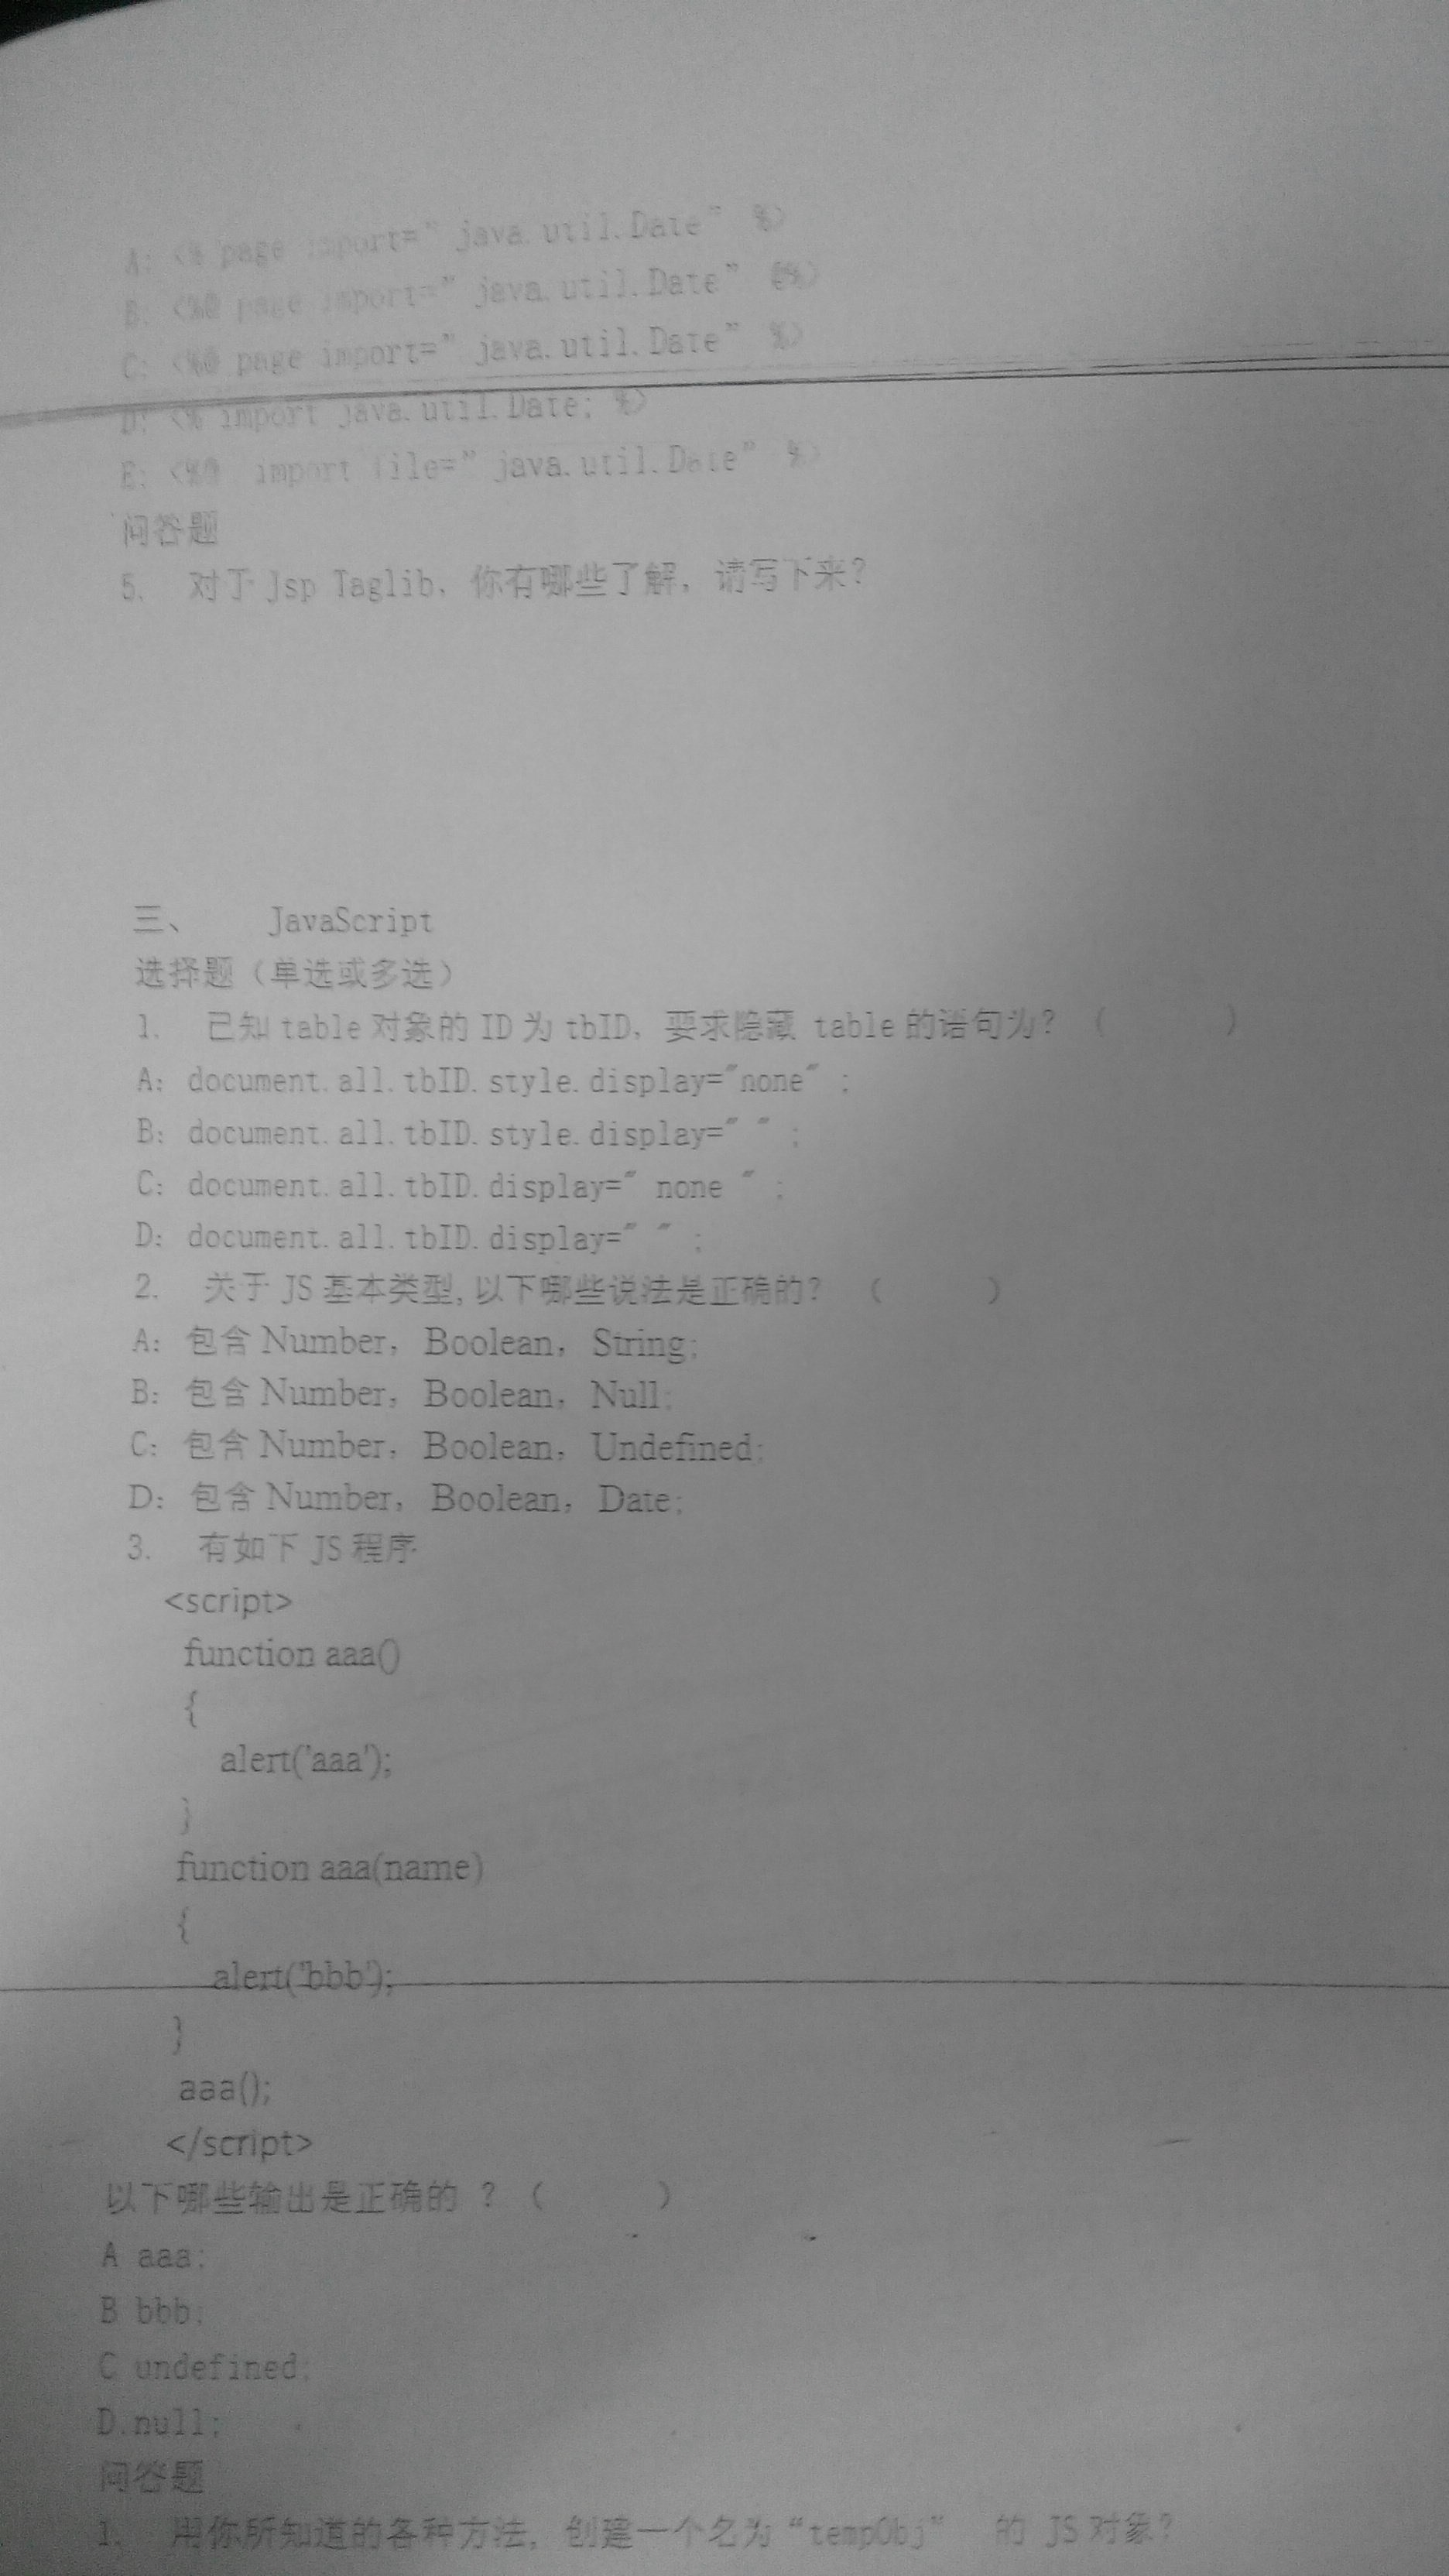 A: <% page import=” java.util.Date” %>
B: <%@ page import=” java.util.Date” @%>
C: <%@ page import=” java.util.Date” %>
D: <% import java.util.Date; %>
E: <%@  import file=” java.util.Date” %>
问答题
5.  对于 Jsp Taglib，你有哪些了解，请写下来？
三、  JavaScript
选择题（单选或多选）
1.  已知 table 对象的 ID 为 tbID，要求隐藏 table 的语句为？（    ）
A：document.all.tbID.style.display="none" ;
B：document.all.tbID.style.display=" " ;
C：document.all.tbID.display=" none " ;
D：document.all.tbID.display=" " ;
2.  关于 JS 基本类型,以下哪些说法是正确的？ （    ）
A：包含 Number，Boolean，String;
B：包含 Number，Boolean，Null;
C：包含 Number，Boolean，Undefined;
D：包含 Number，Boolean，Date;
3.  有如下 JS 程序
<script>
function aaa()
{
alert('aaa');
}
function aaa(name)
{
alert('bbb');
}
aaa();
</script>
以下哪些输出是正确的 ？（    ）
A aaa;
B bbb;
C undefined;
D.null;
问答题
1.  用你所知道的各种方法，创建一个名为“tempObj” 的 JS 对象？